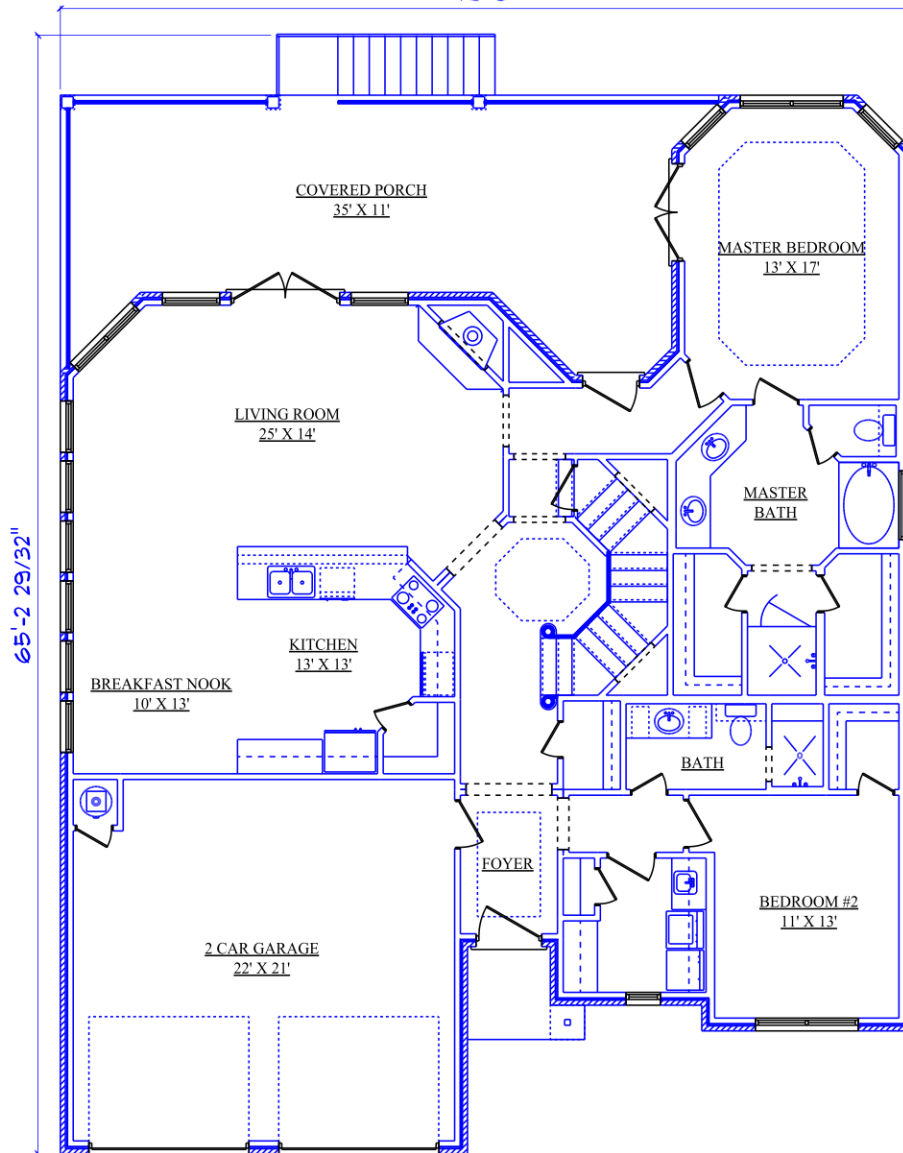 COVERED PORCH
35' X 11'
MASTER BEDROOM
13' X 17'
LIVING ROOM
25' X 14'
MASTER
BATH
65'-2 29/32"
KITCHEN
13' X 13'
BREAKFAST NOOK
10' X 13'
BATH
FOYER
BEDROOM #2
11' X 13'
2 CAR GARAGE
22' X 21'